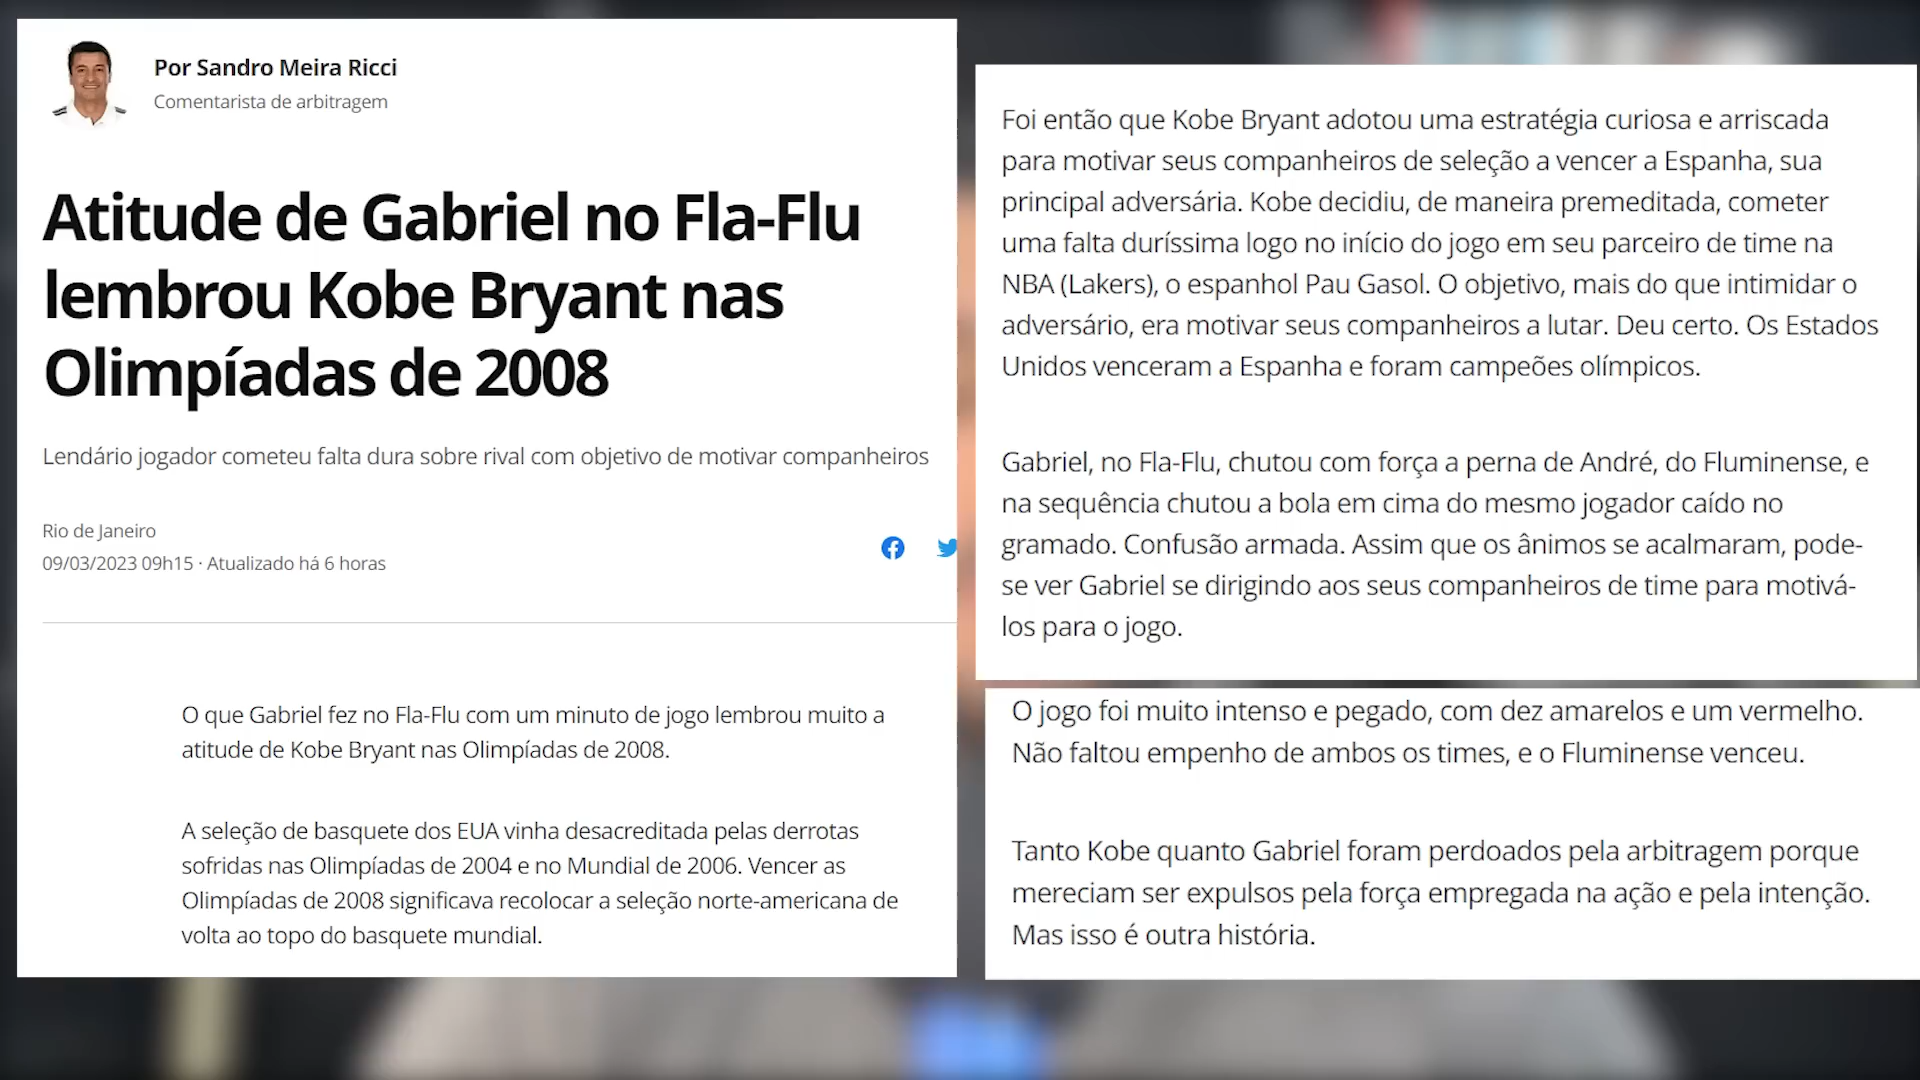 Por Sandro Meira Ricci
Comentarista de arbitragem
Atitude de Gabriel no Fla-Flu
lembrou Kobe Bryant nas
Olimpíadas de 2008
Lendário jogador cometeu falta dura sobre rival com objetivo de motivar companheiros
Rio de Janeiro
09/03/2023 09h15 · Atualizado há 6 horas
O que Gabriel fez no Fla-Flu com um minuto de jogo lembrou muito a
atitude de Kobe Bryant nas Olimpíadas de 2008.
A seleção de basquete dos EUA vinha desacreditada pelas derrotas
sofridas nas Olimpíadas de 2004 e no Mundial de 2006. Vencer as
Olimpíadas de 2008 significava recolocar a seleção norte-americana de
volta ao topo do basquete mundial.
Foi então que Kobe Bryant adotou uma estratégia curiosa e arriscada
para motivar seus companheiros de seleção a vencer a Espanha, sua
principal adversária. Kobe decidiu, de maneira premeditada, cometer
uma falta duríssima logo no início do jogo em seu parceiro de time na
NBA (Lakers), o espanhol Pau Gasol. O objetivo, mais do que intimidar o
adversário, era motivar seus companheiros a lutar. Deu certo. Os Estados
Unidos venceram a Espanha e foram campeões olímpicos.
Gabriel, no Fla-Flu, chutou com força a perna de André, do Fluminense, e
na sequência chutou a bola em cima do mesmo jogador caído no
gramado. Confusão armada. Assim que os ânimos se acalmaram, pode-
se ver Gabriel se dirigindo aos seus companheiros de time para motivá-
los para o jogo.
O jogo foi muito intenso e pegado, com dez amarelos e um vermelho.
Não faltou empenho de ambos os times, e o Fluminense venceu.
Tanto Kobe quanto Gabriel foram perdoados pela arbitragem porque
mereciam ser expulsos pela força empregada na ação e pela intenção.
Mas isso é outra história.